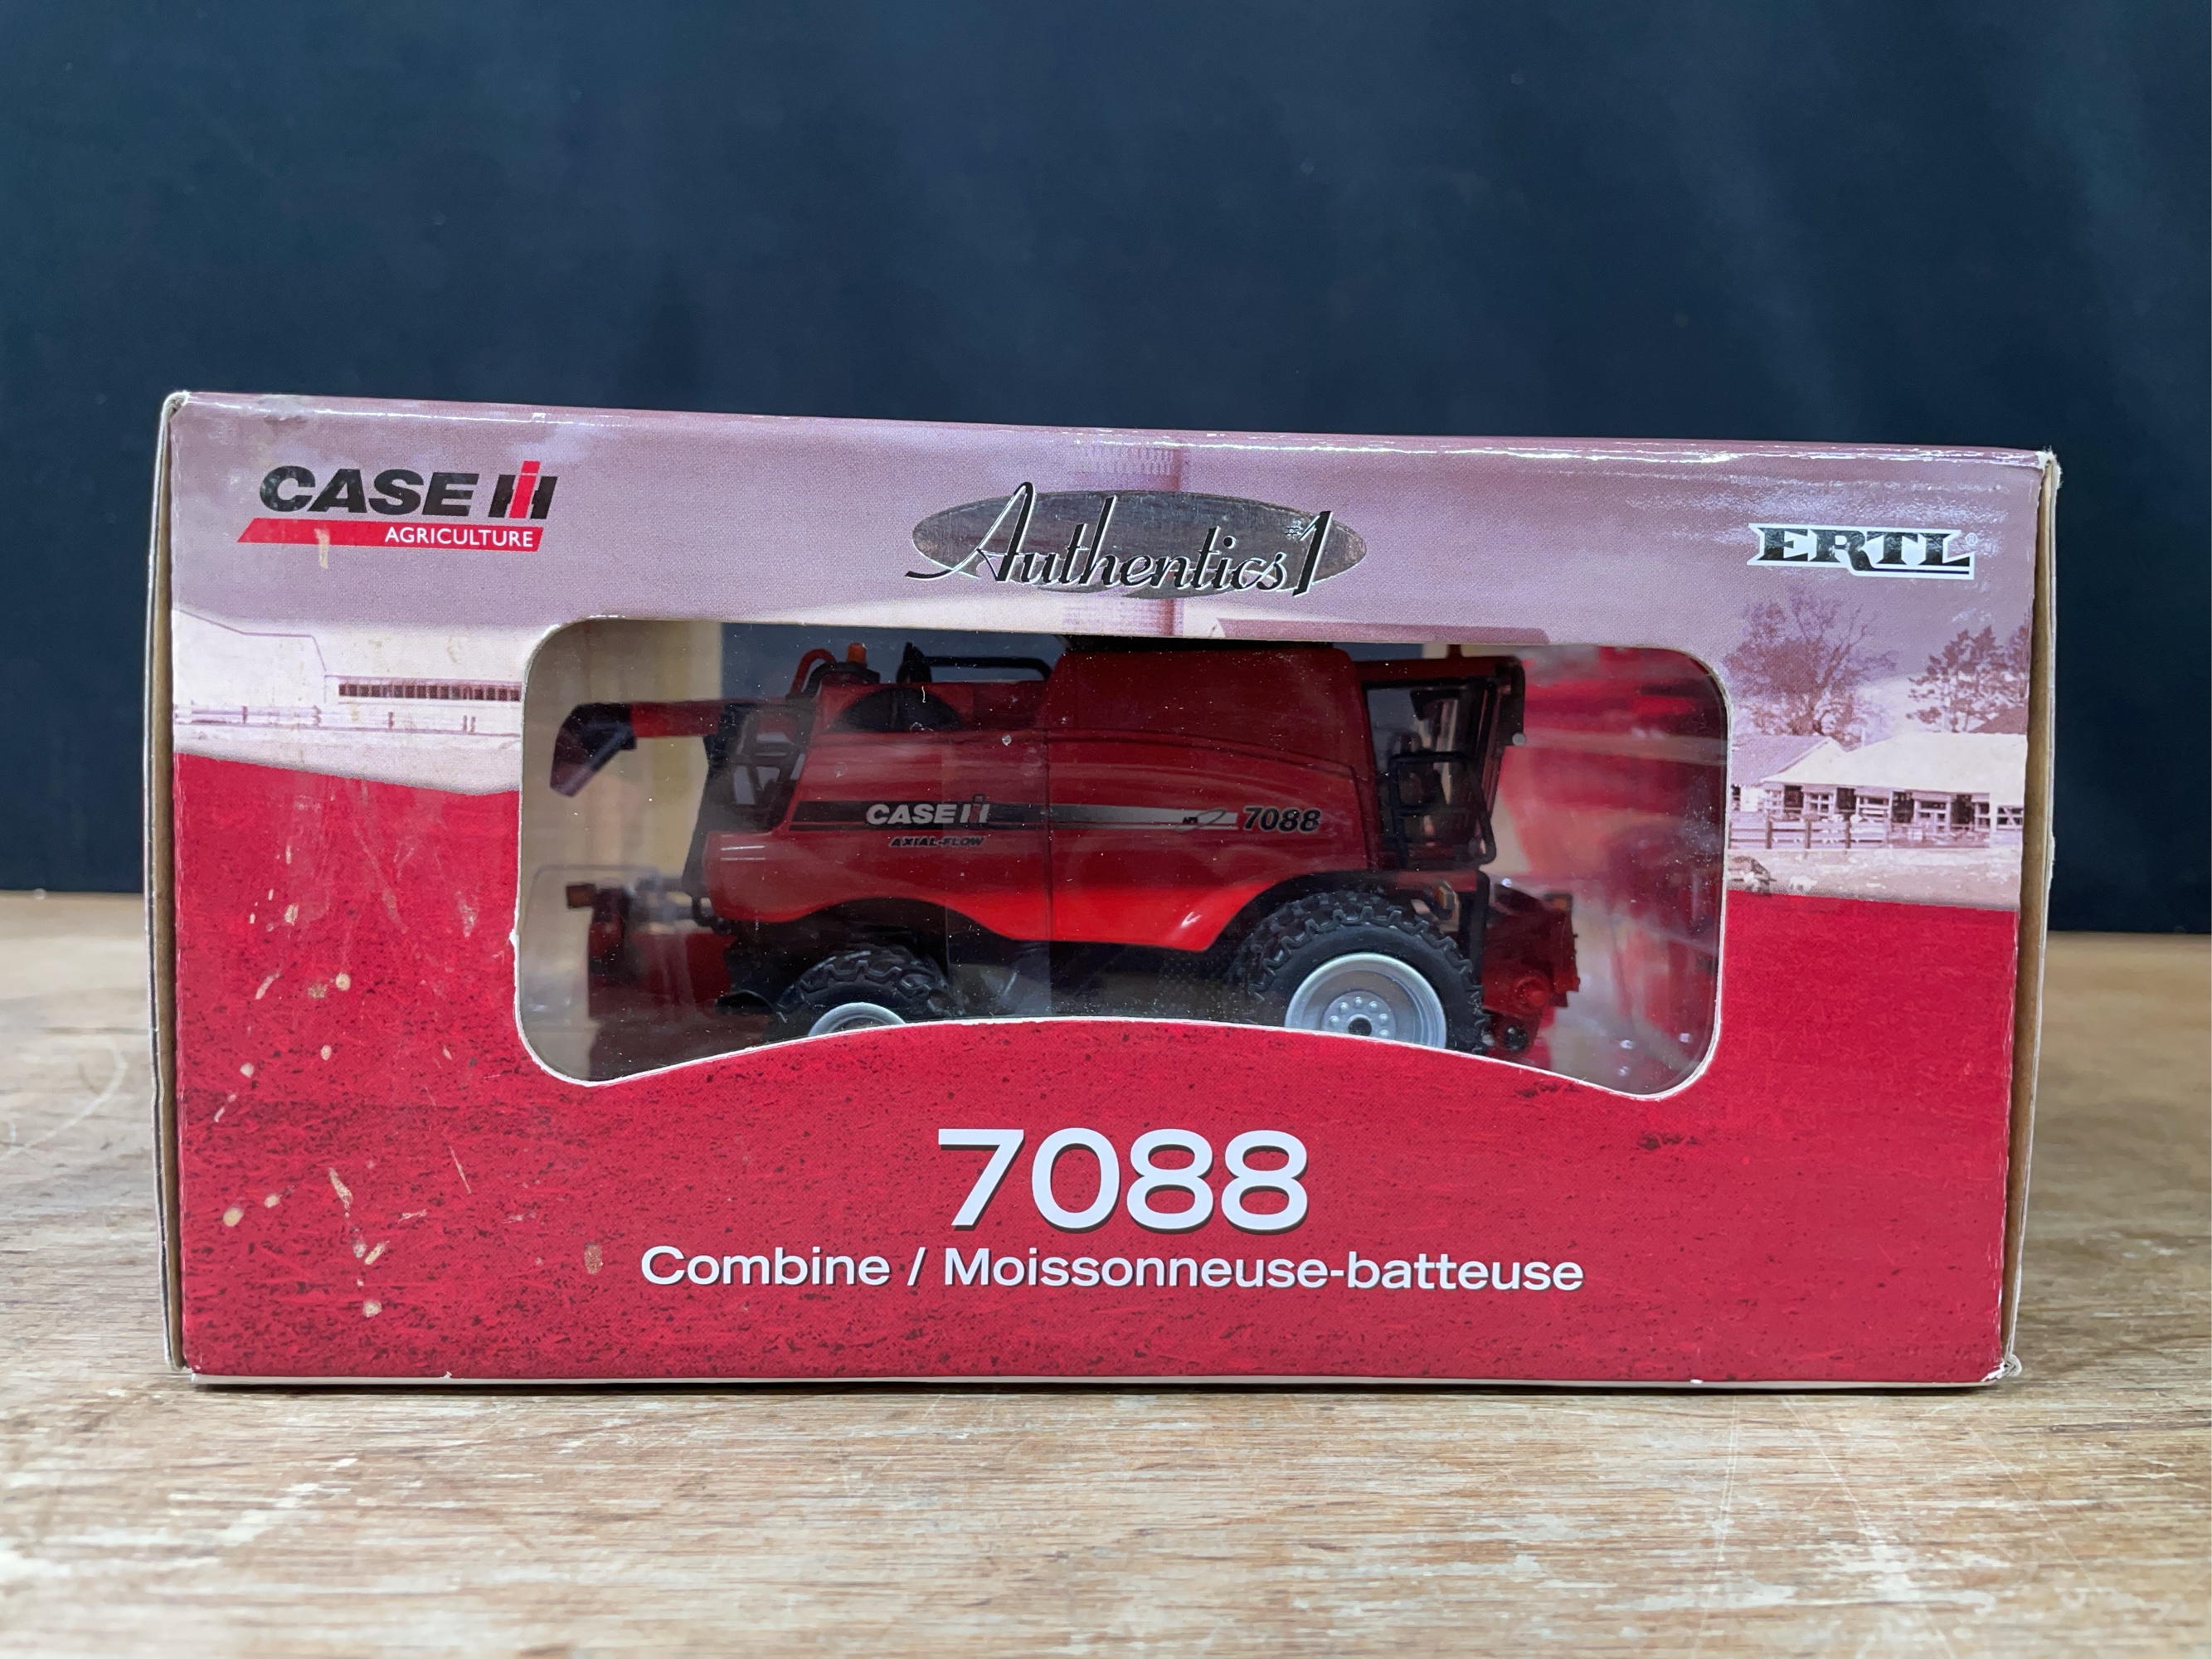 CASE IH
AGRICULTURE
Authentics #1
ERTL®
CASE IH
AXIAL-FLOW
7088
7088
Combine / Moissonneuse-batteuse